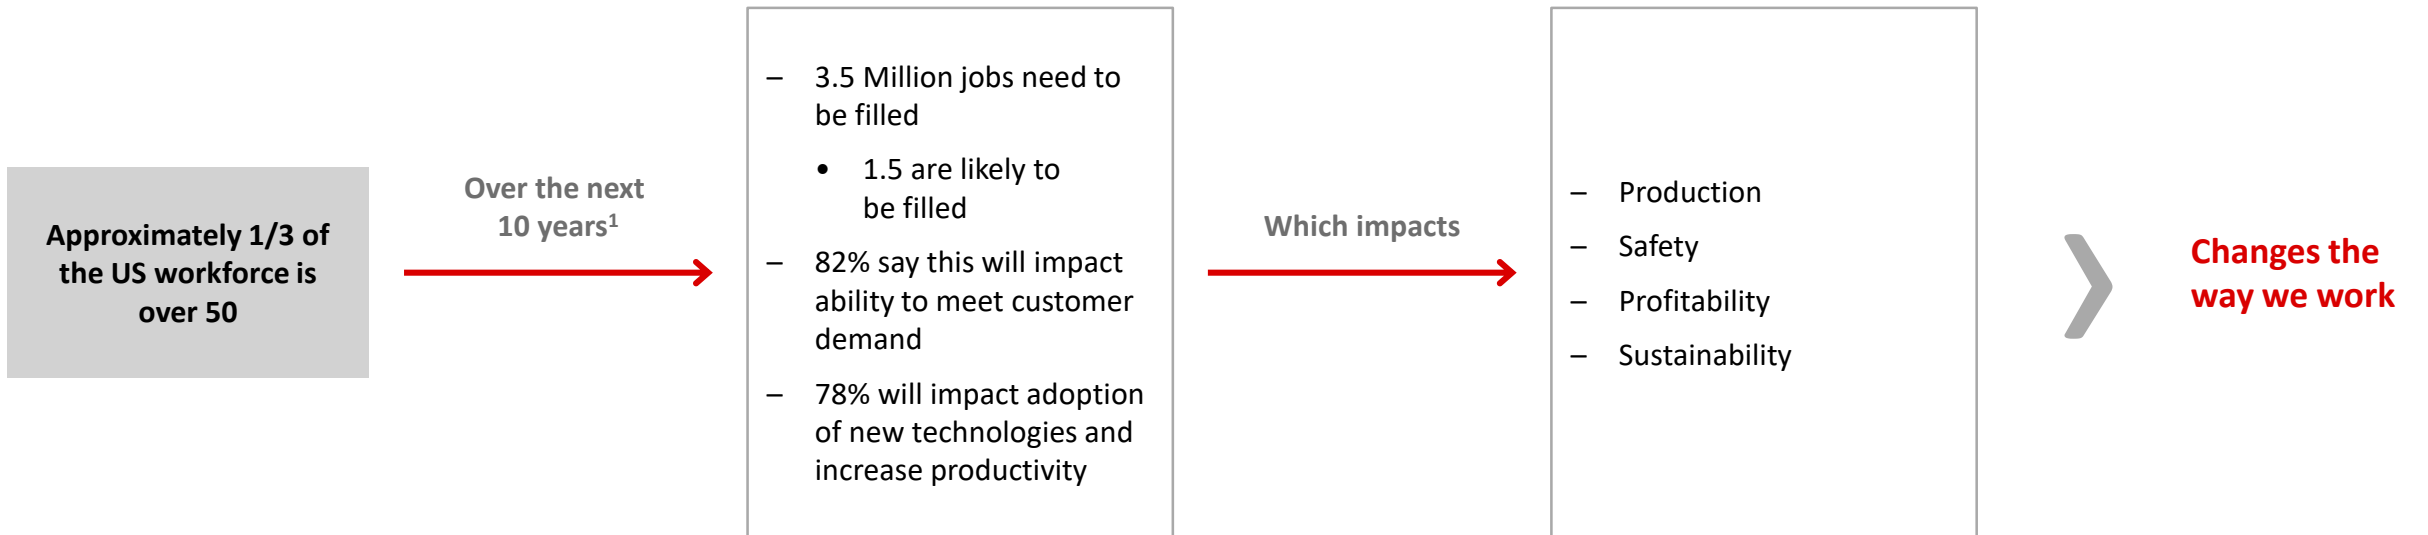 Approximately 1/3 of
the US workforce is
over 50
Over the next
10 years¹
– 3.5 Million jobs need to
be filled
• 1.5 are likely to
be filled
– 82% say this will impact
ability to meet customer
demand
– 78% will impact adoption
of new technologies and
increase productivity
Which impacts
– Production
– Safety
– Profitability
– Sustainability
Changes the
way we work